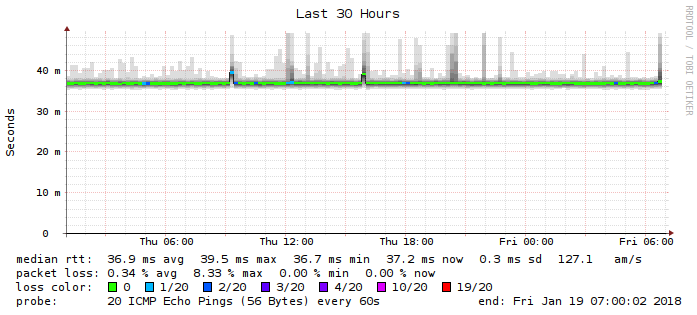 Last 30 Hours
RRDTOOL / TOBI OETIKER
Seconds
40 m
30 m
20 m
10 m
0
Thu 06:00 Thu 12:00 Thu 18:00 Fri 00:00 Fri 06:00
median rtt: 36.9 ms avg 39.5 ms max 36.7 ms min 37.2 ms now 0.3 ms sd 127.1 am/s
packet loss: 0.34 % avg 8.33 % max 0.00 % min 0.00 % now
loss color: 0 1/20 2/20 3/20 4/20 10/20 19/20
probe: 20 ICMP Echo Pings (56 Bytes) every 60s end: Fri Jan 19 07:00:02 2018